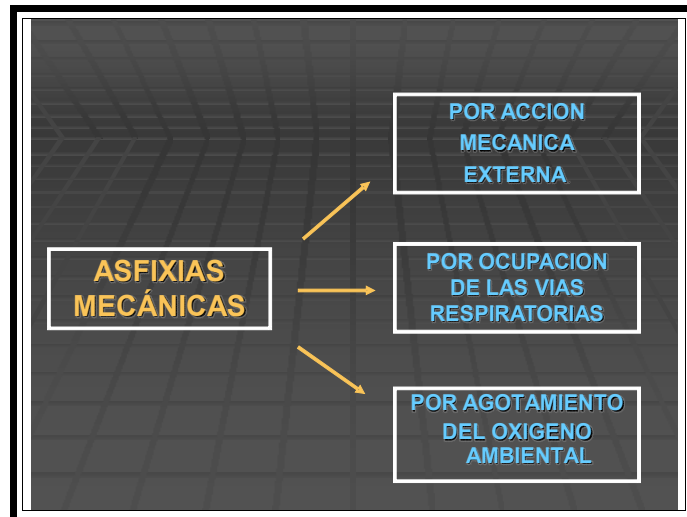 ASFIXIAS
MECÁNICAS
POR ACCION
MECANICA
EXTERNA
POR OCUPACION
DE LAS VIAS
RESPIRATORIAS
POR AGOTAMIENTO
DEL OXIGENO
AMBIENTAL